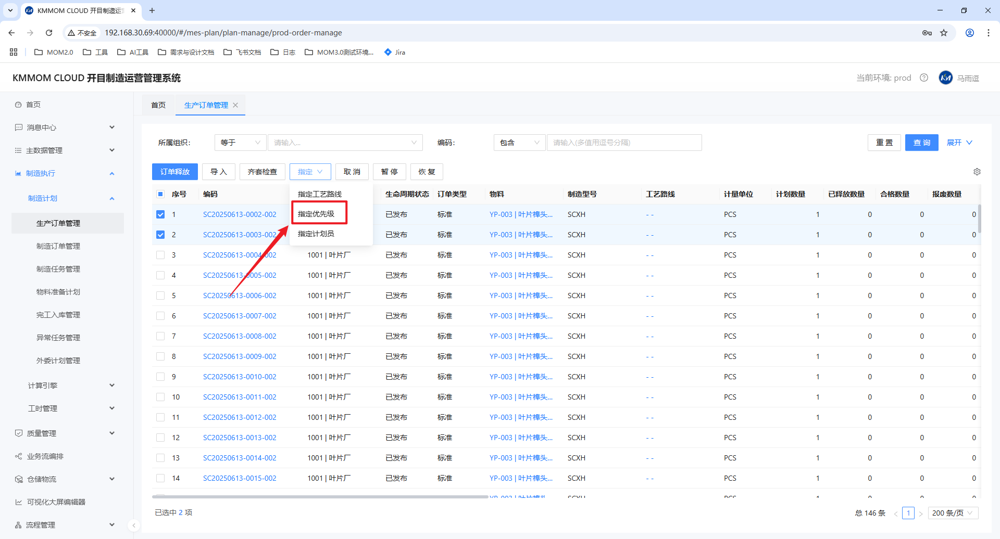 KMMOM CLOUD 开目制造运营
不安全 192.168.30.69:40000/#/mes-plan/plan-manage/prod-order-manage
MOM2.0 工具 AI工具 需求与设计文档 飞书文档 日志 MOM3.0测试环境... Jira
KMMOM CLOUD 开目制造运营管理系统 当前环境: prod 马雨逗
首页
消息中心
主数据管理
制造执行
制造计划
生产订单管理
制造订单管理
制造任务管理
物料准备计划
完工入库管理
异常任务管理
外委计划管理
计算引擎
工时管理
质量管理
业务流编排
仓储物流
可视化大屏编辑器
流程管理
首页 生产订单管理
所属组织: 等于 请输入... 编码: 包含 请输入(多值用逗号分隔) 重置 查询 展开
订单释放 导入 齐套检查 指定 取消 暂停 恢复
指定工艺路线
指定优先级
指定计划员
序号 编码 生命周期状态 订单类型 物料 制造型号 工艺路线 计量单位 计划数量 已释放数量 合格数量 报废数量
1 SC20250613-0002-002 已发布 标准 YP-003 | 叶片榫头... SCXH - - PCS 1 0 0 0
2 SC20250613-0003-002 已发布 标准 YP-003 | 叶片榫头... SCXH - - PCS 1 0 0 0
3 SC20250613-0004-002 1001 | 叶片厂 已发布 标准 YP-003 | 叶片榫头... SCXH - - PCS 1 0 0 0
4 SC20250613-0005-002 1001 | 叶片厂 已发布 标准 YP-003 | 叶片榫头... SCXH - - PCS 1 0 0 0
5 SC20250613-0006-002 1001 | 叶片厂 已发布 标准 YP-003 | 叶片榫头... SCXH - - PCS 1 0 0 0
6 SC20250613-0007-002 1001 | 叶片厂 已发布 标准 YP-003 | 叶片榫头... SCXH - - PCS 1 0 0 0
7 SC20250613-0008-002 1001 | 叶片厂 已发布 标准 YP-003 | 叶片榫头... SCXH - - PCS 1 0 0 0
8 SC20250613-0009-002 1001 | 叶片厂 已发布 标准 YP-003 | 叶片榫头... SCXH - - PCS 1 0 0 0
9 SC20250613-0010-002 1001 | 叶片厂 已发布 标准 YP-003 | 叶片榫头... SCXH - - PCS 1 0 0 0
10 SC20250613-0011-002 1001 | 叶片厂 已发布 标准 YP-003 | 叶片榫头... SCXH - - PCS 1 0 0 0
11 SC20250613-0012-002 1001 | 叶片厂 已发布 标准 YP-003 | 叶片榫头... SCXH - - PCS 1 0 0 0
12 SC20250613-0013-002 1001 | 叶片厂 已发布 标准 YP-003 | 叶片榫头... SCXH - - PCS 1 0 0 0
13 SC20250613-0014-002 1001 | 叶片厂 已发布 标准 YP-003 | 叶片榫头... SCXH - - PCS 1 0 0 0
14 SC20250613-0015-002 1001 | 叶片厂 已发布 标准 YP-003 | 叶片榫头... SCXH - - PCS 1 0 0 0
已选中 2 项 总 146 条 1 200 条/页